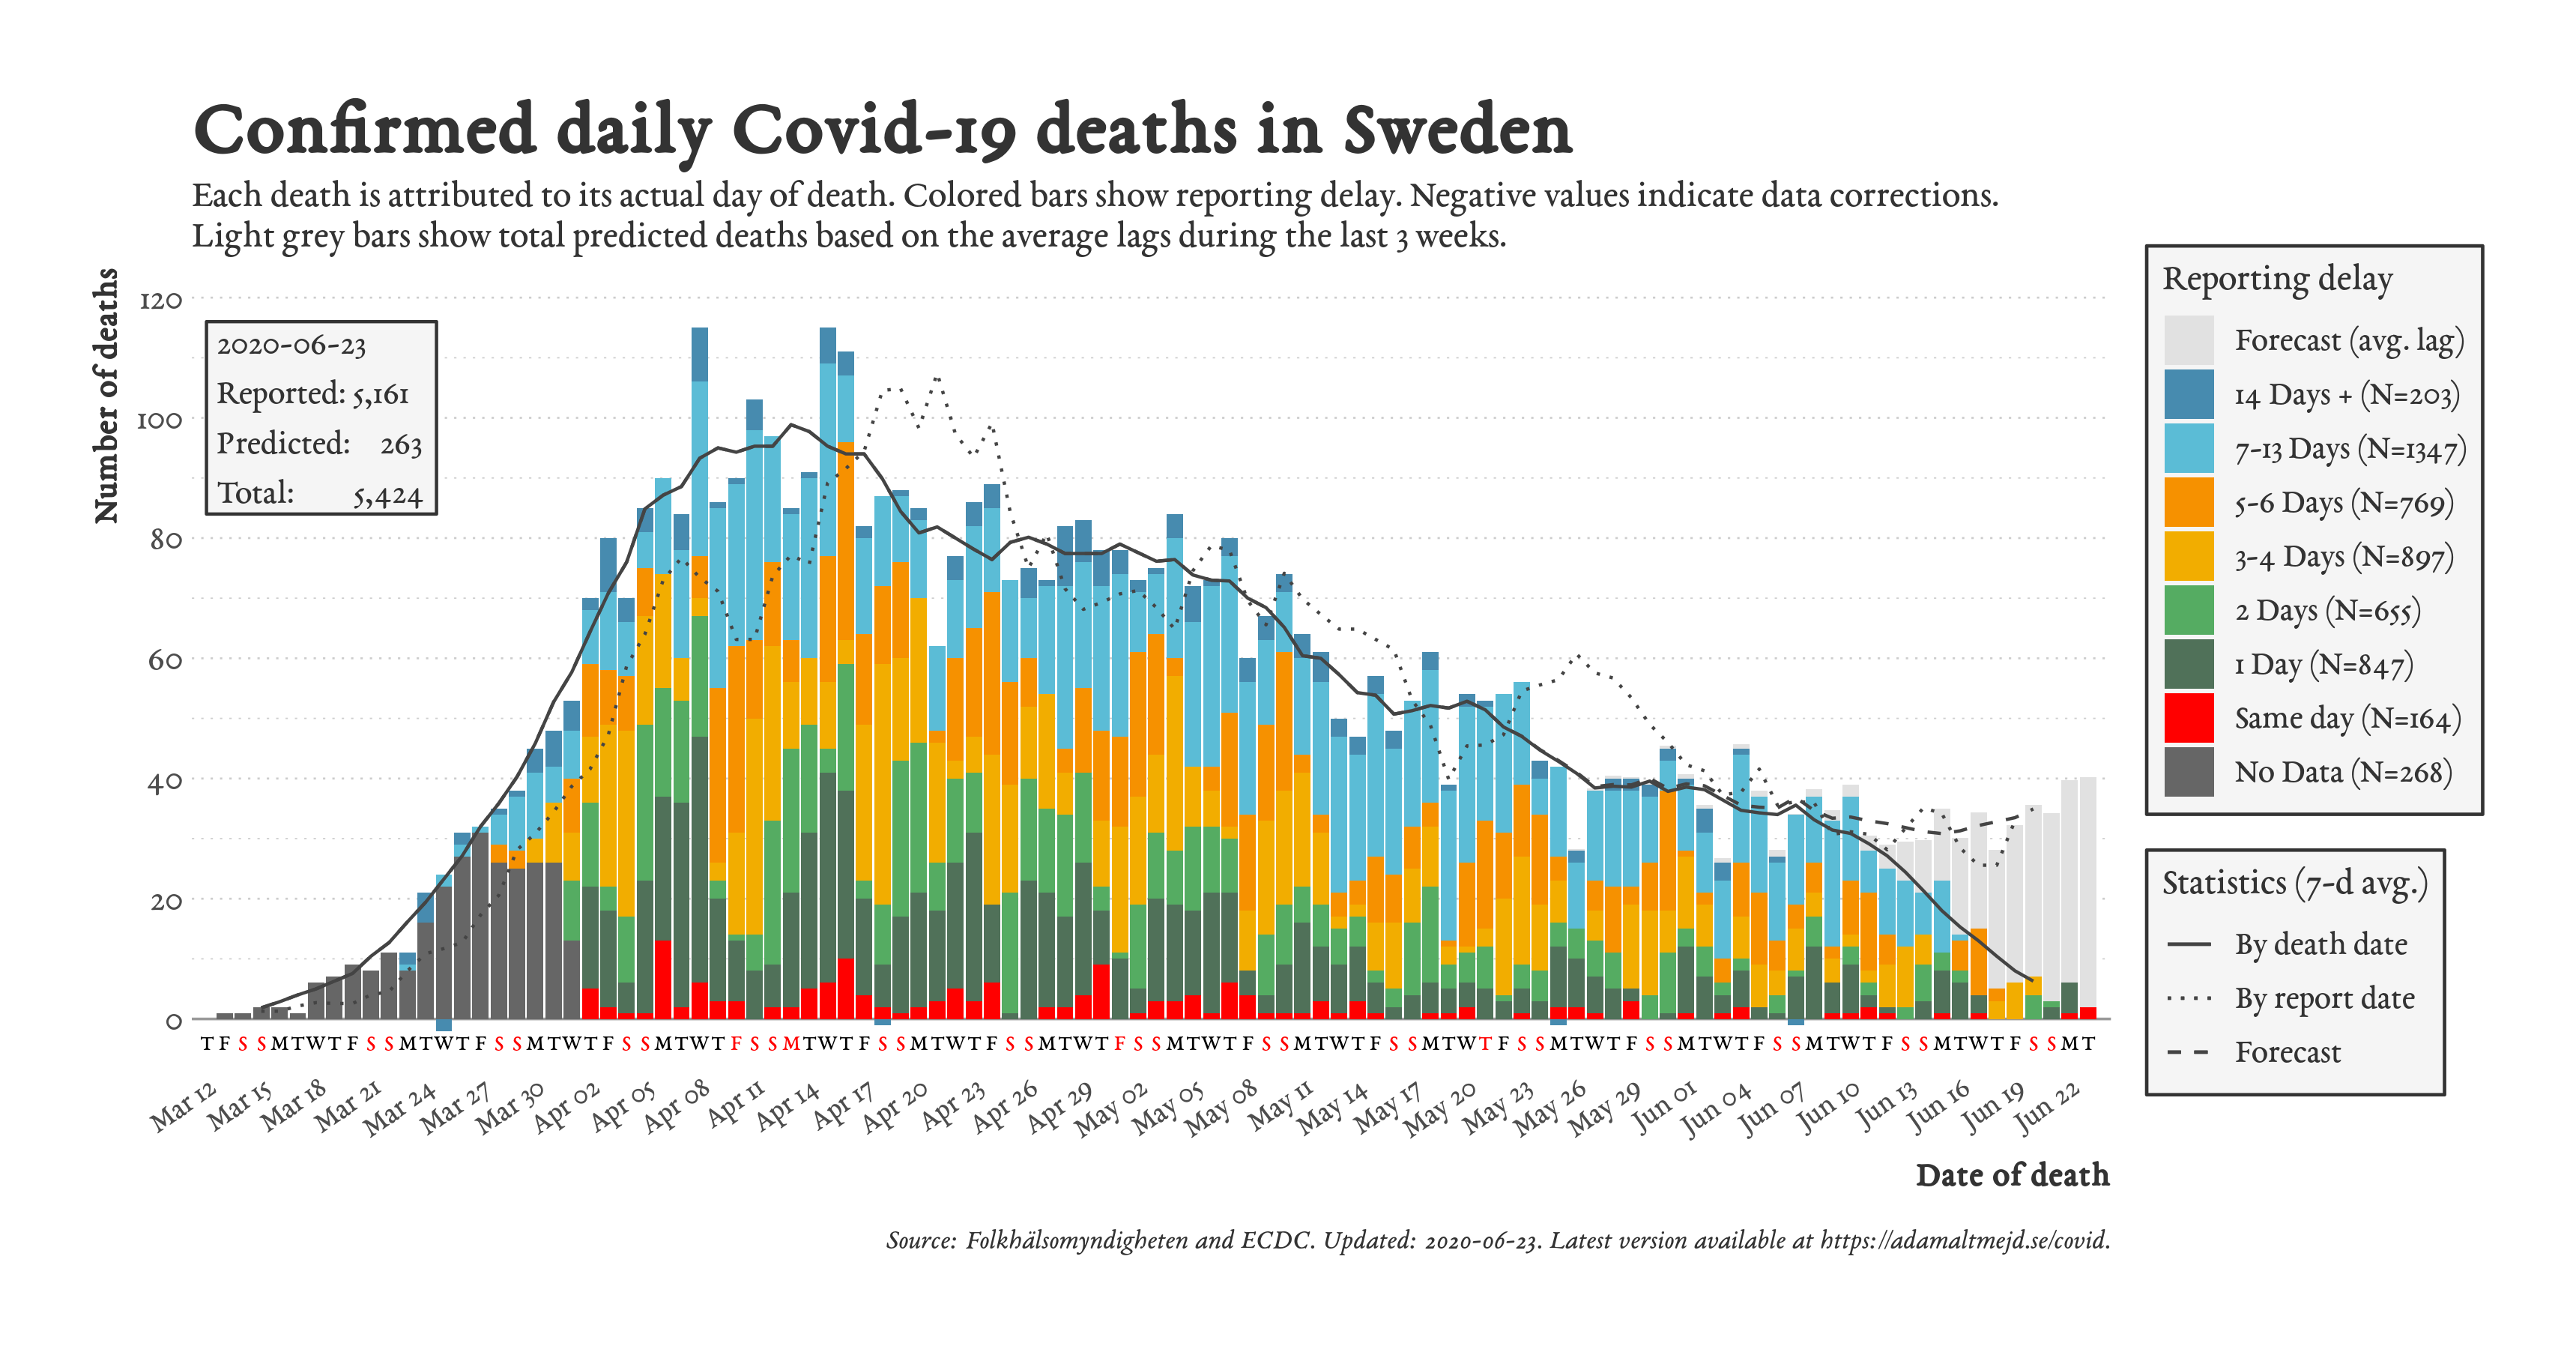 Confirmed daily Covid-19 deaths in Sweden
Each death is attributed to its actual day of death. Colored bars show reporting delay. Negative values indicate data corrections.
Light grey bars show total predicted deaths based on the average lags during the last 3 weeks.
Number of deaths
120
100
80
60
40
20
0
2020-06-23
Reported: 5,161
Predicted: 263
Total: 5,424
T F S S M T W T F S S M T W T F S S M T W T F S S M T W T F S S M T W T F S S M T W T F S S M T W T F S S M T W T F S S M T W T F S S M T W T F S S M T W T F S S M T W T F S S M T W T F S S M T W T F S S M T
Mar 12 Mar 15 Mar 18 Mar 21 Mar 24 Mar 27 Mar 30 Apr 02 Apr 05 Apr 08 Apr 11 Apr 14 Apr 17 Apr 20 Apr 23 Apr 26 Apr 29 May 02 May 05 May 08 May 11 May 14 May 17 May 20 May 23 May 26 May 29 Jun 01 Jun 04 Jun 07 Jun 10 Jun 13 Jun 16 Jun 19 Jun 22
Date of death
Reporting delay
Forecast (avg. lag)
14 Days + (N=203)
7-13 Days (N=1347)
5-6 Days (N=769)
3-4 Days (N=897)
2 Days (N=655)
1 Day (N=847)
Same day (N=164)
No Data (N=268)
Statistics (7-d avg.)
By death date
By report date
Forecast
Source: Folkhälsomyndigheten and ECDC. Updated: 2020-06-23. Latest version available at https://adamaltmejd.se/covid.